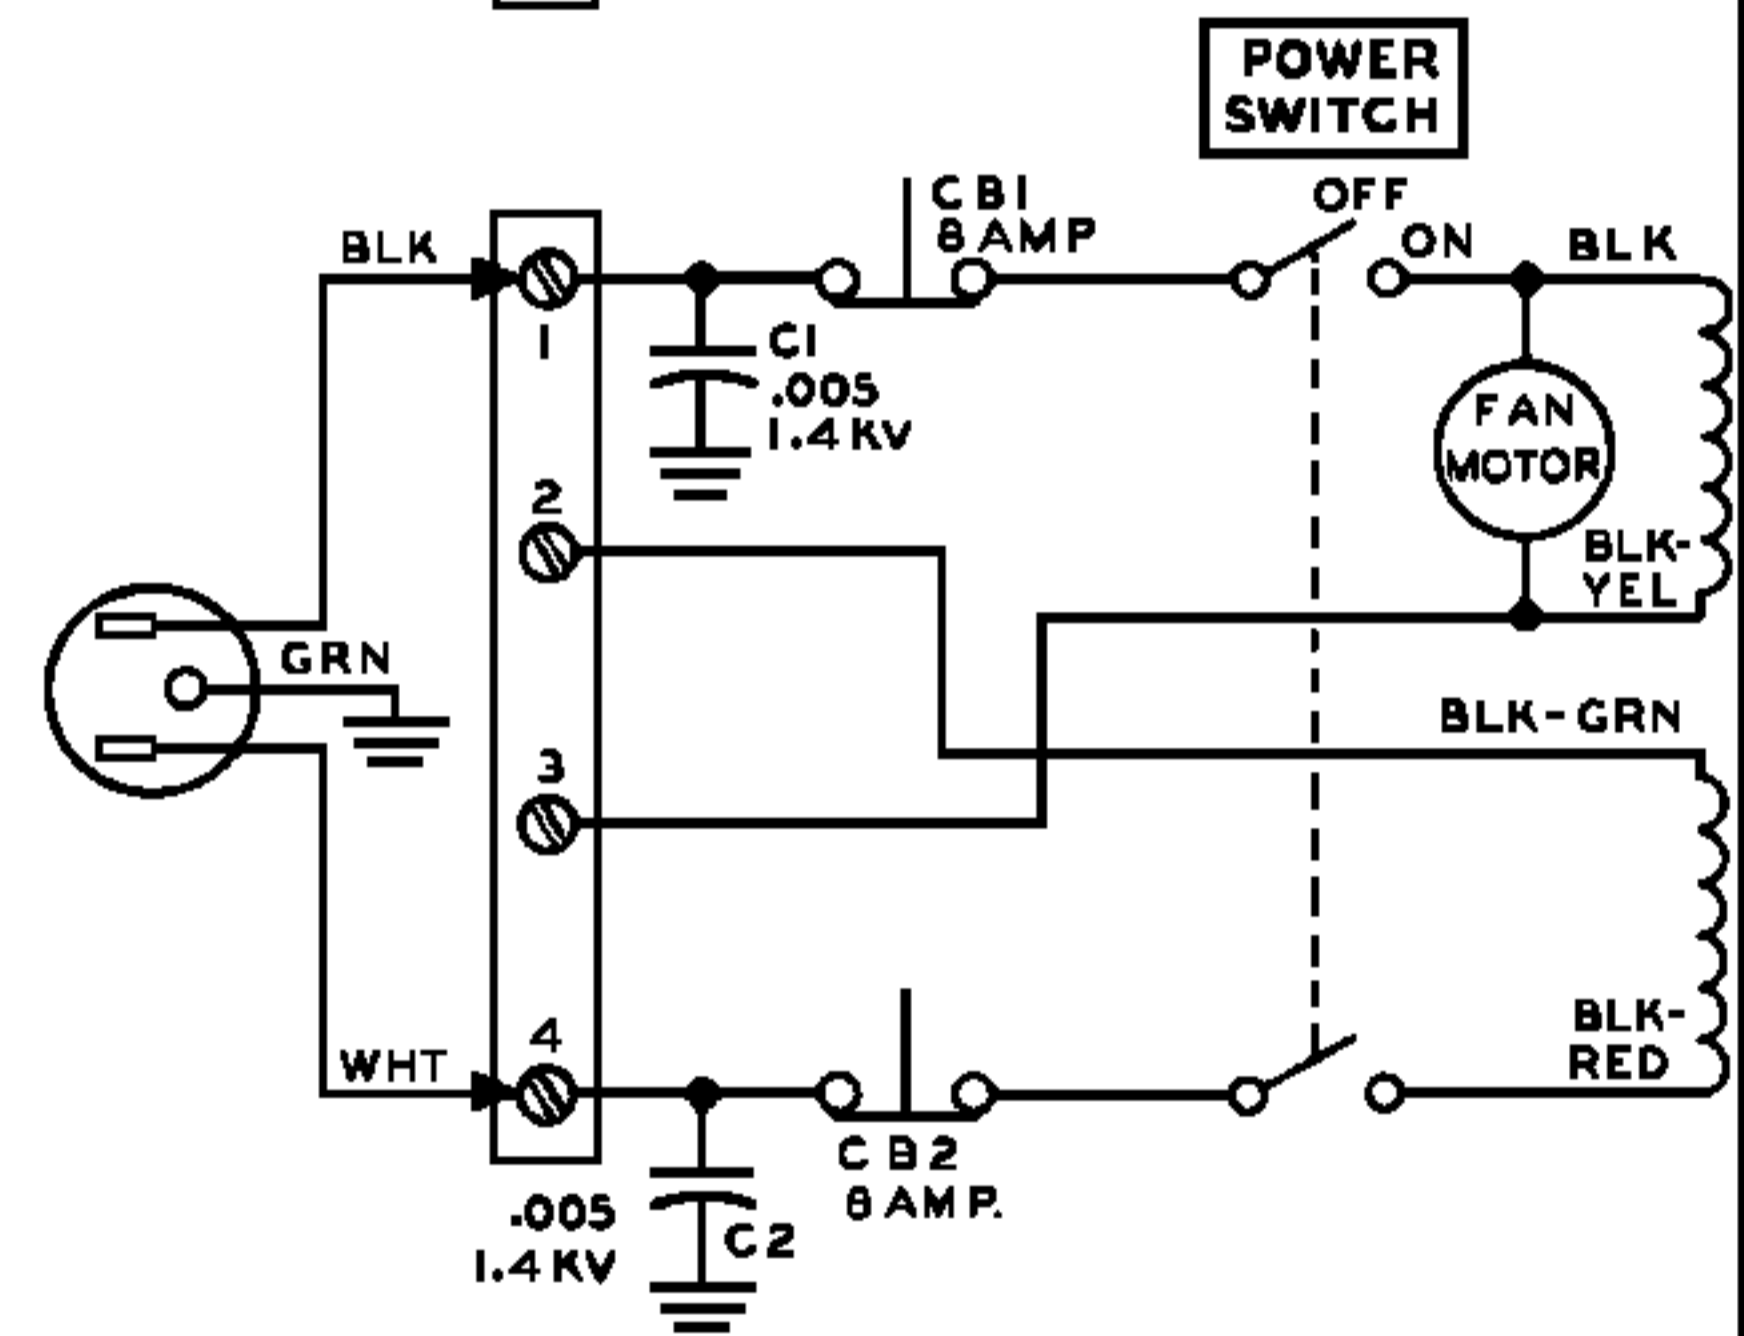 POWER
SWITCH
OFF
ON
BLK
CB1
8 AMP
BLK
1
C1
.005
1.4 KV
FAN
MOTOR
2
BLK-
YEL
GRN
BLK-GRN
3
4
WHT
BLK-
RED
CB2
8 AMP.
.005
1.4 KV
C2